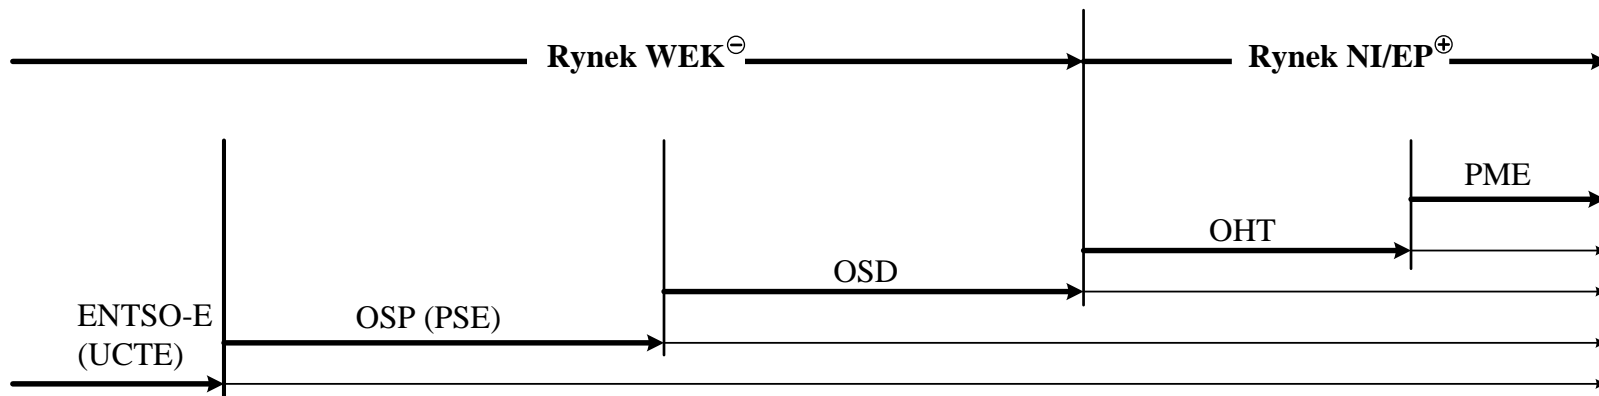 Rynek WEK⊖
Rynek NI/EP⊕
PME
OHT
OSD
ENTSO-E
(UCTE)
OSP (PSE)